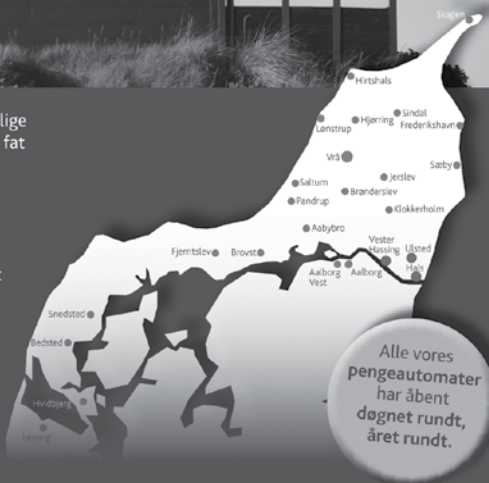 Skagen
Hirtshals
lige
fat
Sindal
Lønstrup
Hjørring
Frederikshavn
Vrå
Sæby
Jerslev
Saltum
Brønderslev
Pandrup
Klokkerholm
Aabybro
Vester
Hassing
Ulsted
Fjerritslev
Brovst
Hals
Aalborg
Vest
Aalborg
t
Snedsted
Bedsted
Hvidbjerg
Lemvig
Alle vores
pengeautomater
har åbent
døgnet rundt,
året rundt.